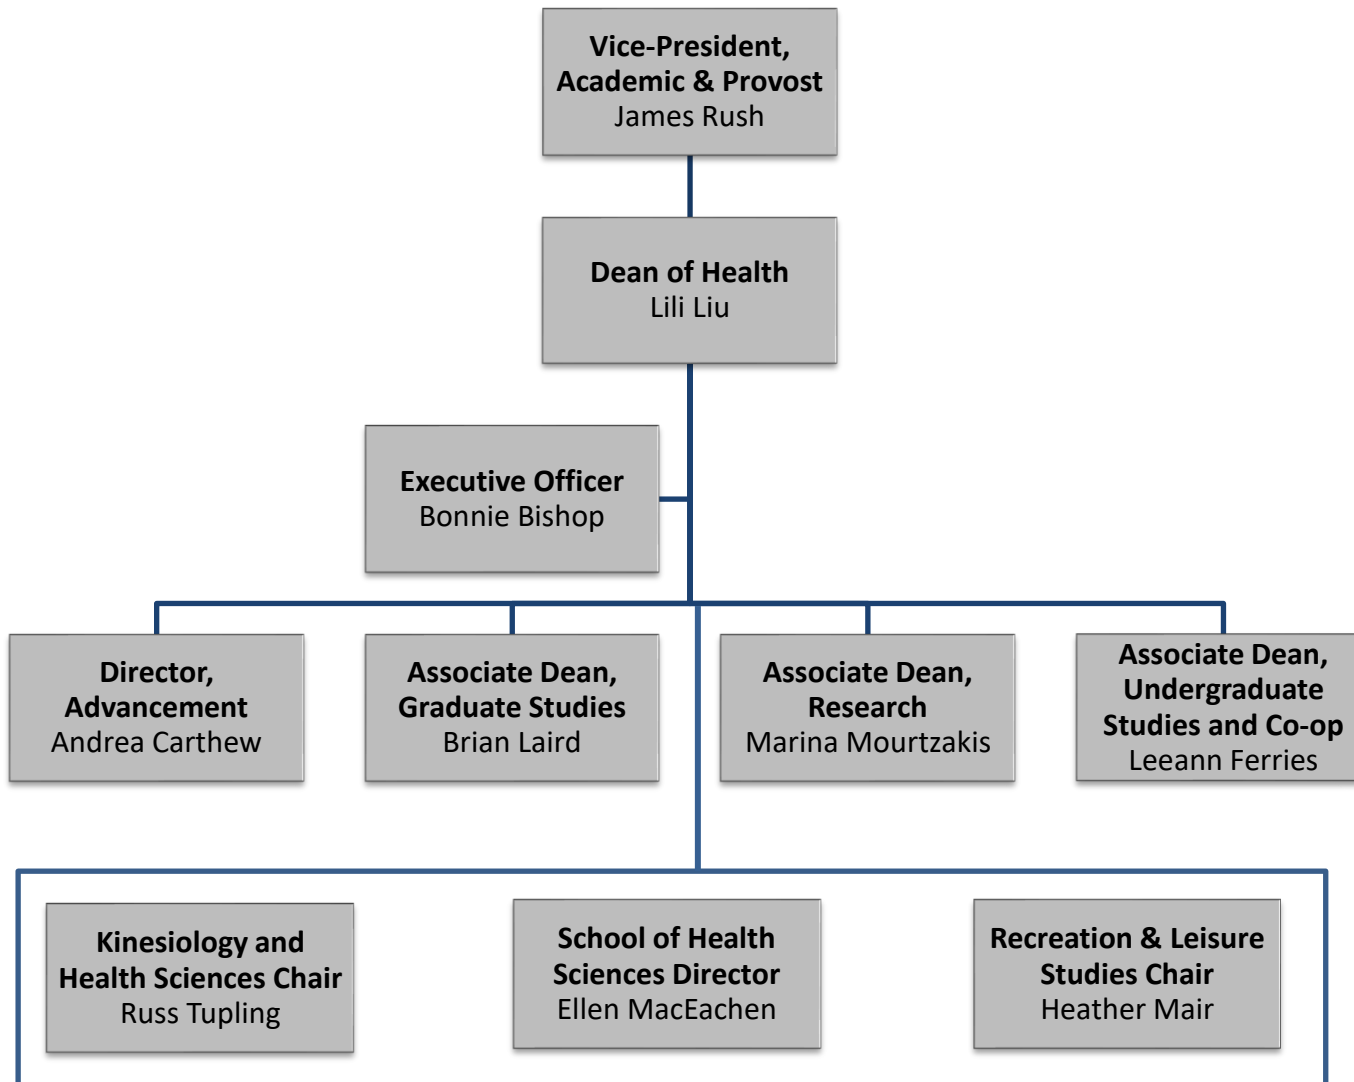 Vice-President,
Academic & Provost
James Rush
Dean of Health
Lili Liu
Executive Officer
Bonnie Bishop
Director,
Advancement
Andrea Carthew
Associate Dean,
Graduate Studies
Brian Laird
Associate Dean,
Research
Marina Mourtzakis
Associate Dean,
Undergraduate
Studies and Co-op
Leeann Ferries
Kinesiology and
Health Sciences Chair
Russ Tupling
School of Health
Sciences Director
Ellen MacEachen
Recreation & Leisure
Studies Chair
Heather Mair